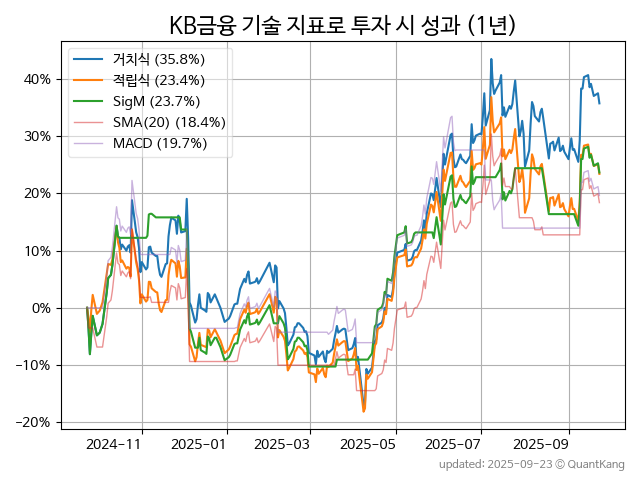 KB금융 기술 지표로 투자 시 성과 (1년)
거치식 (35.8%)
적립식 (23.4%)
SigM (23.7%)
SMA(20) (18.4%)
MACD (19.7%)
40%
30%
20%
10%
0%
−10%
−20%
2024-11
2025-01
2025-03
2025-05
2025-07
2025-09
updated: 2025-09-23 © QuantKang